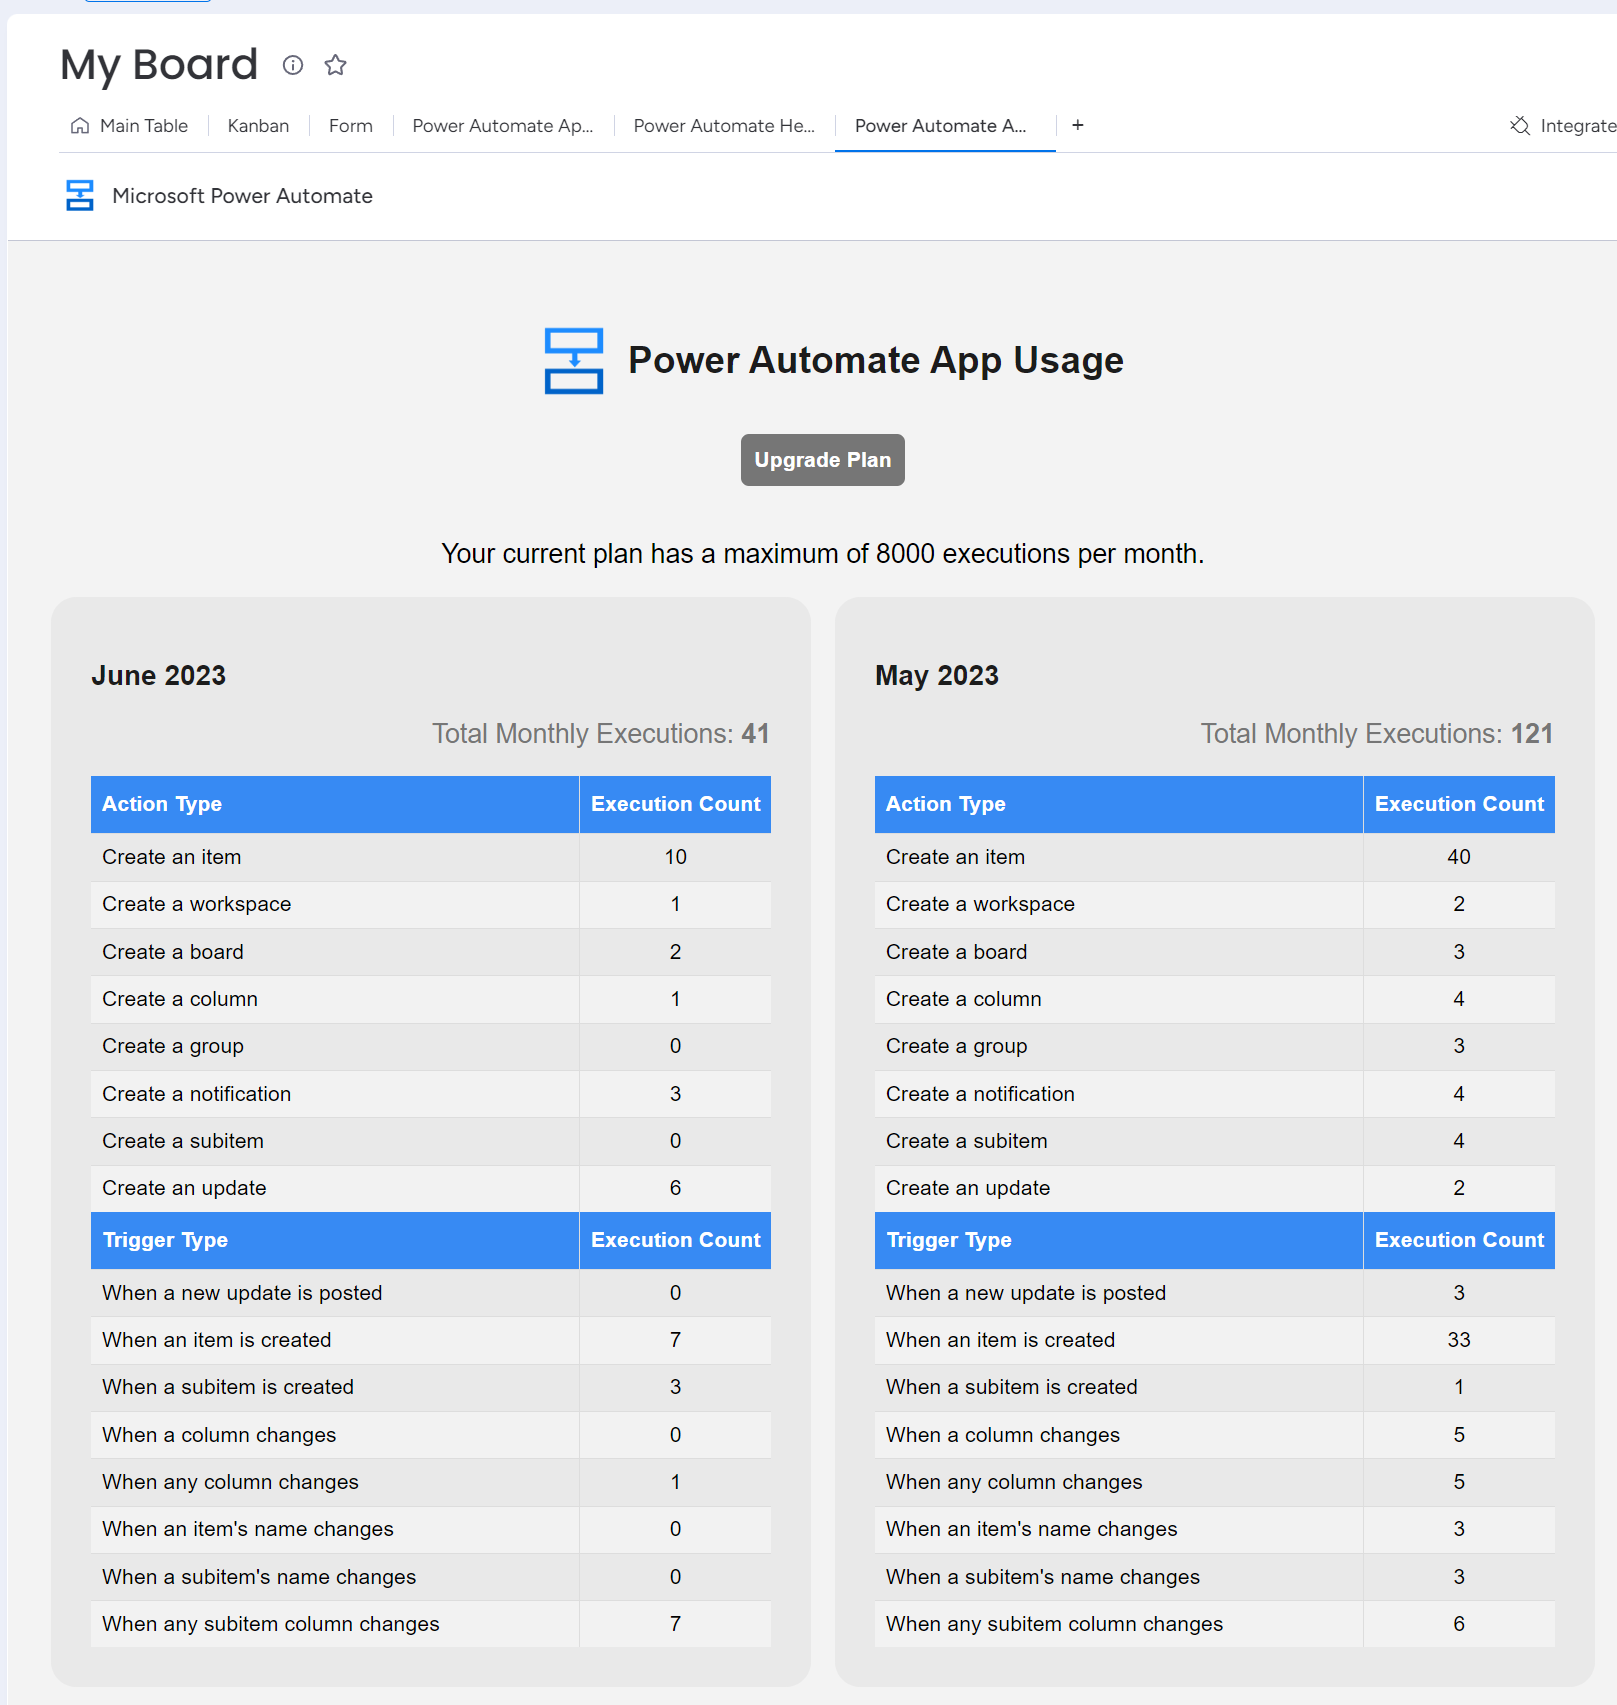 My Board
Main Table Kanban Form Power Automate Ap... Power Automate He... Power Automate A... + Integrate
Microsoft Power Automate
Power Automate App Usage
Upgrade Plan
Your current plan has a maximum of 8000 executions per month.
June 2023
Total Monthly Executions: 41
Action Type Execution Count
Create an item 10
Create a workspace 1
Create a board 2
Create a column 1
Create a group 0
Create a notification 3
Create a subitem 0
Create an update 6
Trigger Type Execution Count
When a new update is posted 0
When an item is created 7
When a subitem is created 3
When a column changes 0
When any column changes 1
When an item's name changes 0
When a subitem's name changes 0
When any subitem column changes 7
May 2023
Total Monthly Executions: 121
Action Type Execution Count
Create an item 40
Create a workspace 2
Create a board 3
Create a column 4
Create a group 3
Create a notification 4
Create a subitem 4
Create an update 2
Trigger Type Execution Count
When a new update is posted 3
When an item is created 33
When a subitem is created 1
When a column changes 5
When any column changes 5
When an item's name changes 3
When a subitem's name changes 3
When any subitem column changes 6